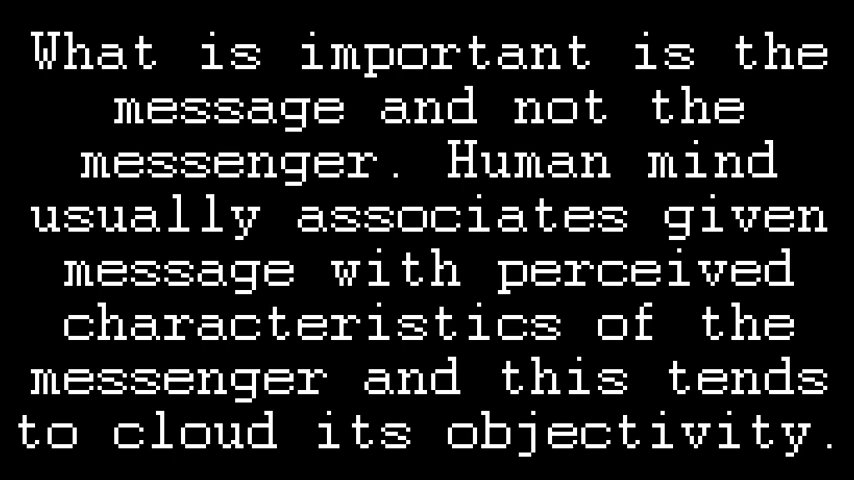 What is important is the
message and not the
messenger. Human mind
usually associates given
message with perceived
characteristics of the
messenger and this tends
to cloud its objectivity.